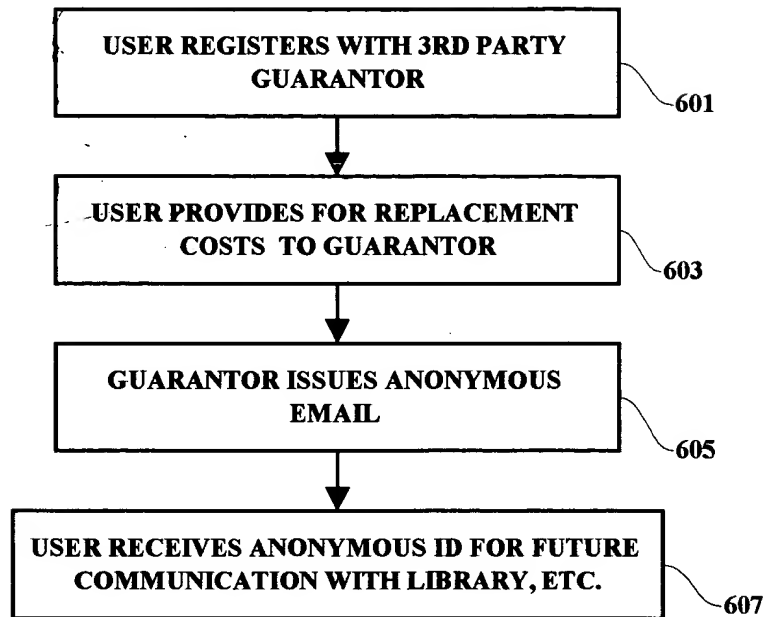 USER REGISTERS WITH 3RD PARTY
GUARANTOR
601
USER PROVIDES FOR REPLACEMENT
COSTS TO GUARANTOR
603
GUARANTOR ISSUES ANONYMOUS
EMAIL
605
USER RECEIVES ANONYMOUS ID FOR FUTURE
COMMUNICATION WITH LIBRARY, ETC.
607